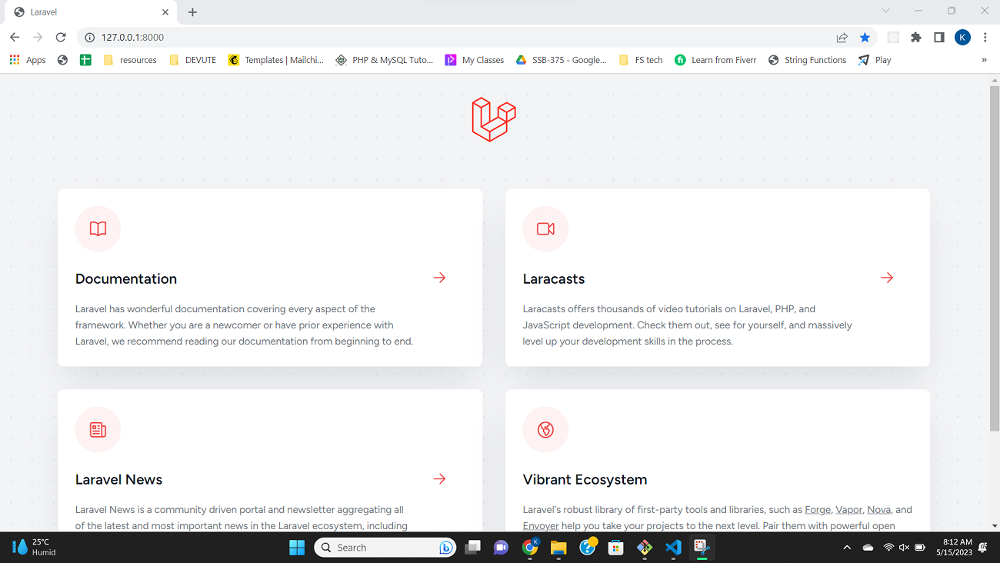 Laravel
127.0.0.1:8000
K
Apps
resources
DEVUTE
Templates | Mailchi...
PHP & MySQL Tuto...
My Classes
SSB-375 - Google...
FS tech
Learn from Fiverr
String Functions
Play
»
Documentation
Laravel has wonderful documentation covering every aspect of the
framework. Whether you are a newcomer or have prior experience with
Laravel, we recommend reading our documentation from beginning to end.
Laracasts
Laracasts offers thousands of video tutorials on Laravel, PHP, and
JavaScript development. Check them out, see for yourself, and massively
level up your development skills in the process.
Laravel News
Laravel News is a community driven portal and newsletter aggregating all
of the latest and most important news in the Laravel ecosystem, including
Vibrant Ecosystem
Laravel's robust library of first-party tools and libraries, such as Forge, Vapor, Nova, and
Envoyer help you take your projects to the next level. Pair them with powerful open
25°C
Humid
Search
K
8:12 AM
5/15/2023